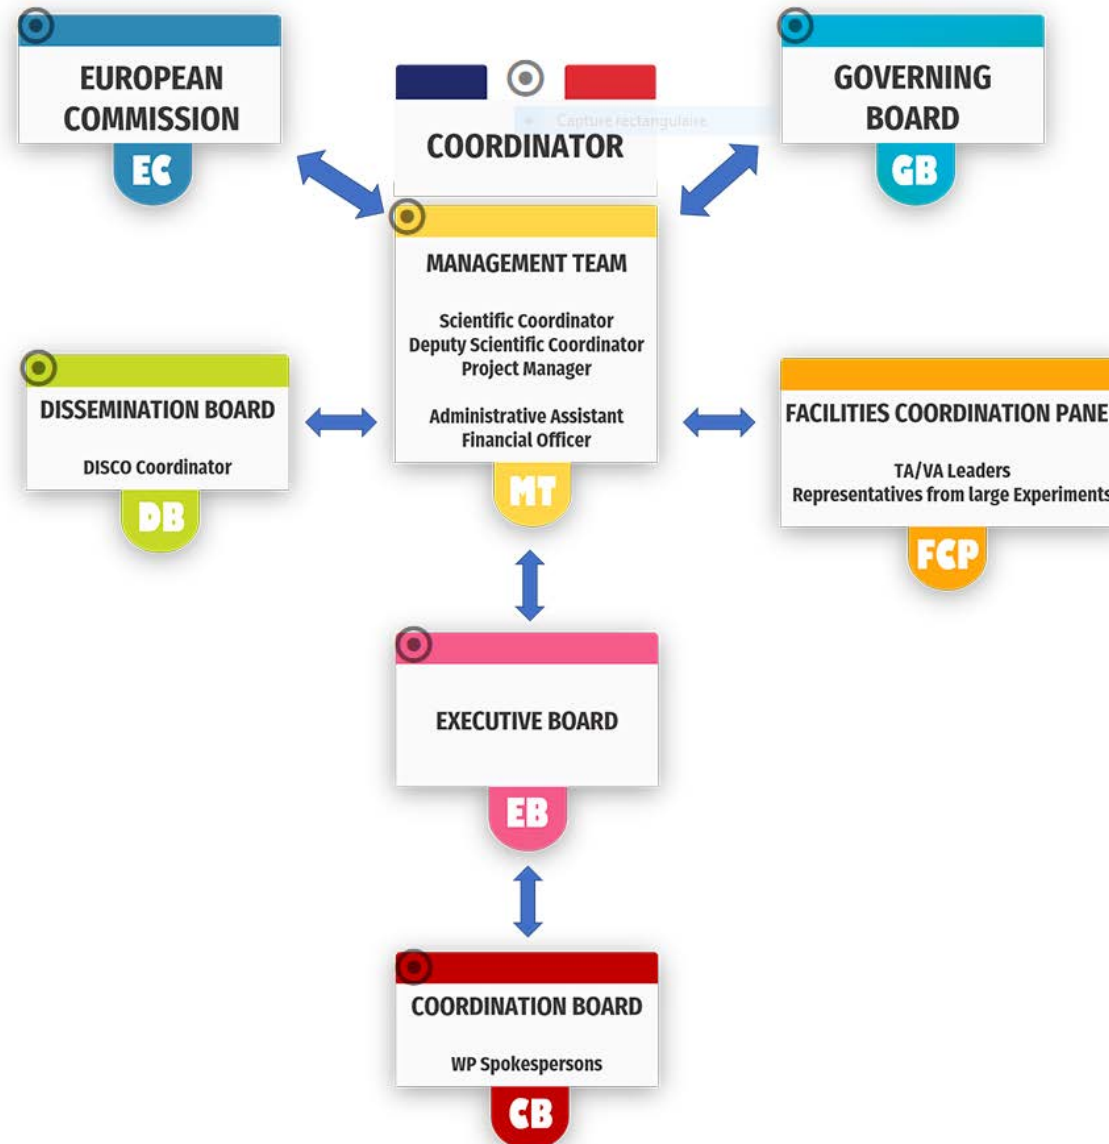 EUROPEAN
COMMISSION
EC
Capture rectangulaire
COORDINATOR
GOVERNING
BOARD
GB
MANAGEMENT TEAM
Scientific Coordinator
Deputy Scientific Coordinator
Project Manager
Administrative Assistant
Financial Officer
MT
DISSEMINATION BOARD
DISCO Coordinator
DB
FACILITIES COORDINATION PANE
TA/VA Leaders
Representatives from large Experiments
FCP
EXECUTIVE BOARD
EB
COORDINATION BOARD
WP Spokespersons
CB